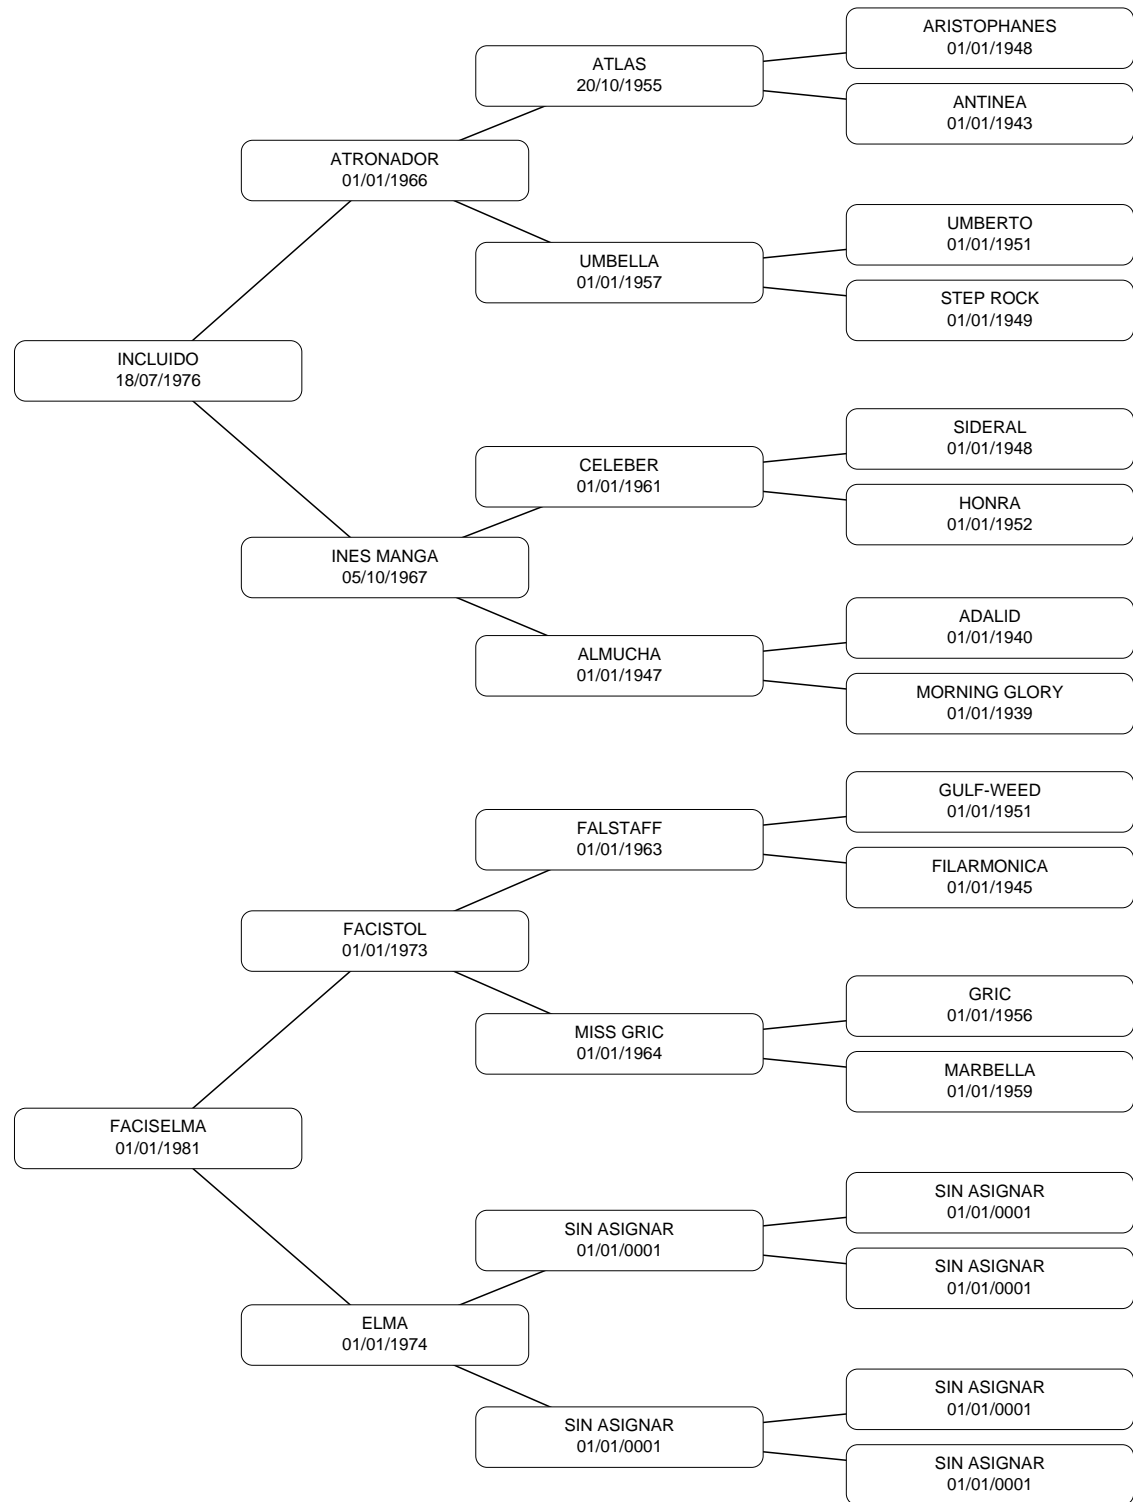 ARISTOPHANES
01/01/1948
ATLAS
20/10/1955
ANTINEA
01/01/1943
ATRONADOR
01/01/1966
UMBERTO
01/01/1951
UMBELLA
01/01/1957
STEP ROCK
01/01/1949
INCLUIDO
18/07/1976
SIDERAL
01/01/1948
CELEBER
01/01/1961
HONRA
01/01/1952
INES MANGA
05/10/1967
ADALID
01/01/1940
ALMUCHA
01/01/1947
MORNING GLORY
01/01/1939
GULF-WEED
01/01/1951
FALSTAFF
01/01/1963
FILARMONICA
01/01/1945
FACISTOL
01/01/1973
GRIC
01/01/1956
MISS GRIC
01/01/1964
MARBELLA
01/01/1959
FACISELMA
01/01/1981
SIN ASIGNAR
01/01/0001
SIN ASIGNAR
01/01/0001
SIN ASIGNAR
01/01/0001
ELMA
01/01/1974
SIN ASIGNAR
01/01/0001
SIN ASIGNAR
01/01/0001
SIN ASIGNAR
01/01/0001